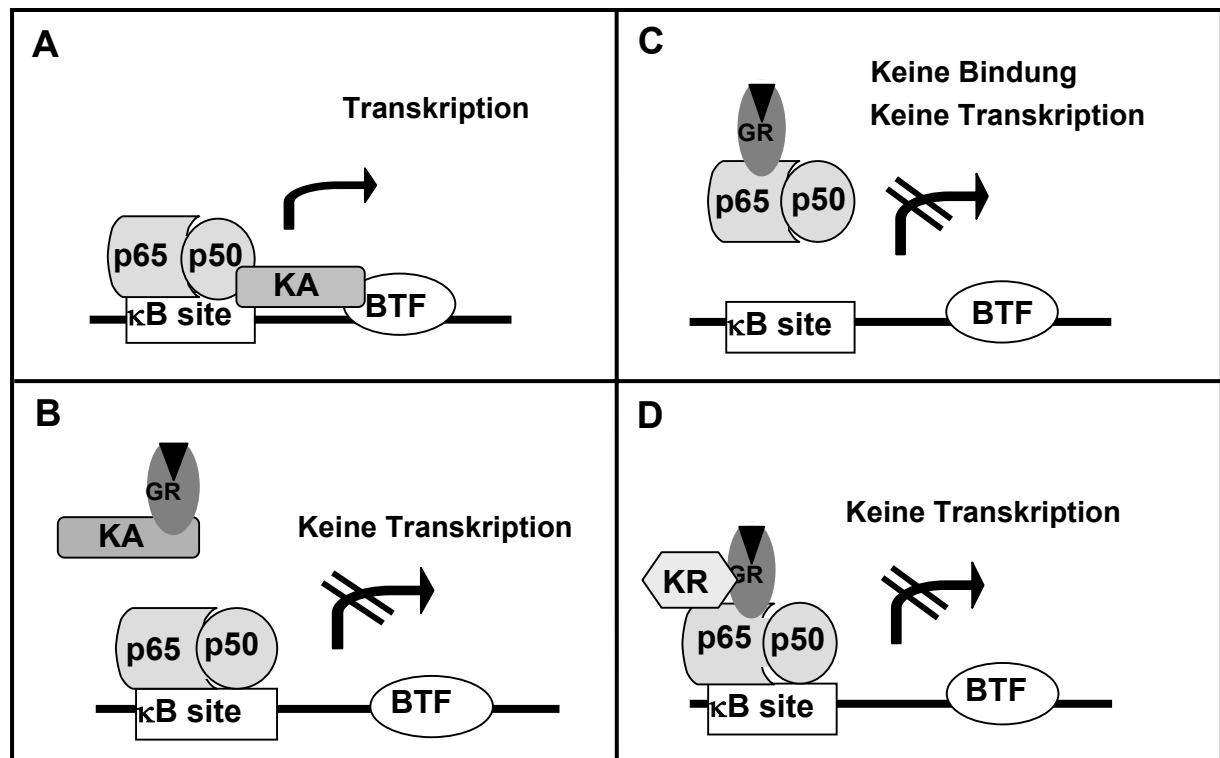 A
Transkription
p65
p50
KA
BTF
κB site
B
GR
KA
Keine Transkription
p65
p50
BTF
κB site
C
Keine Bindung
Keine Transkription
GR
p65
p50
κB site
BTF
D
Keine Transkription
KR
GR
p65
p50
κB site
BTF